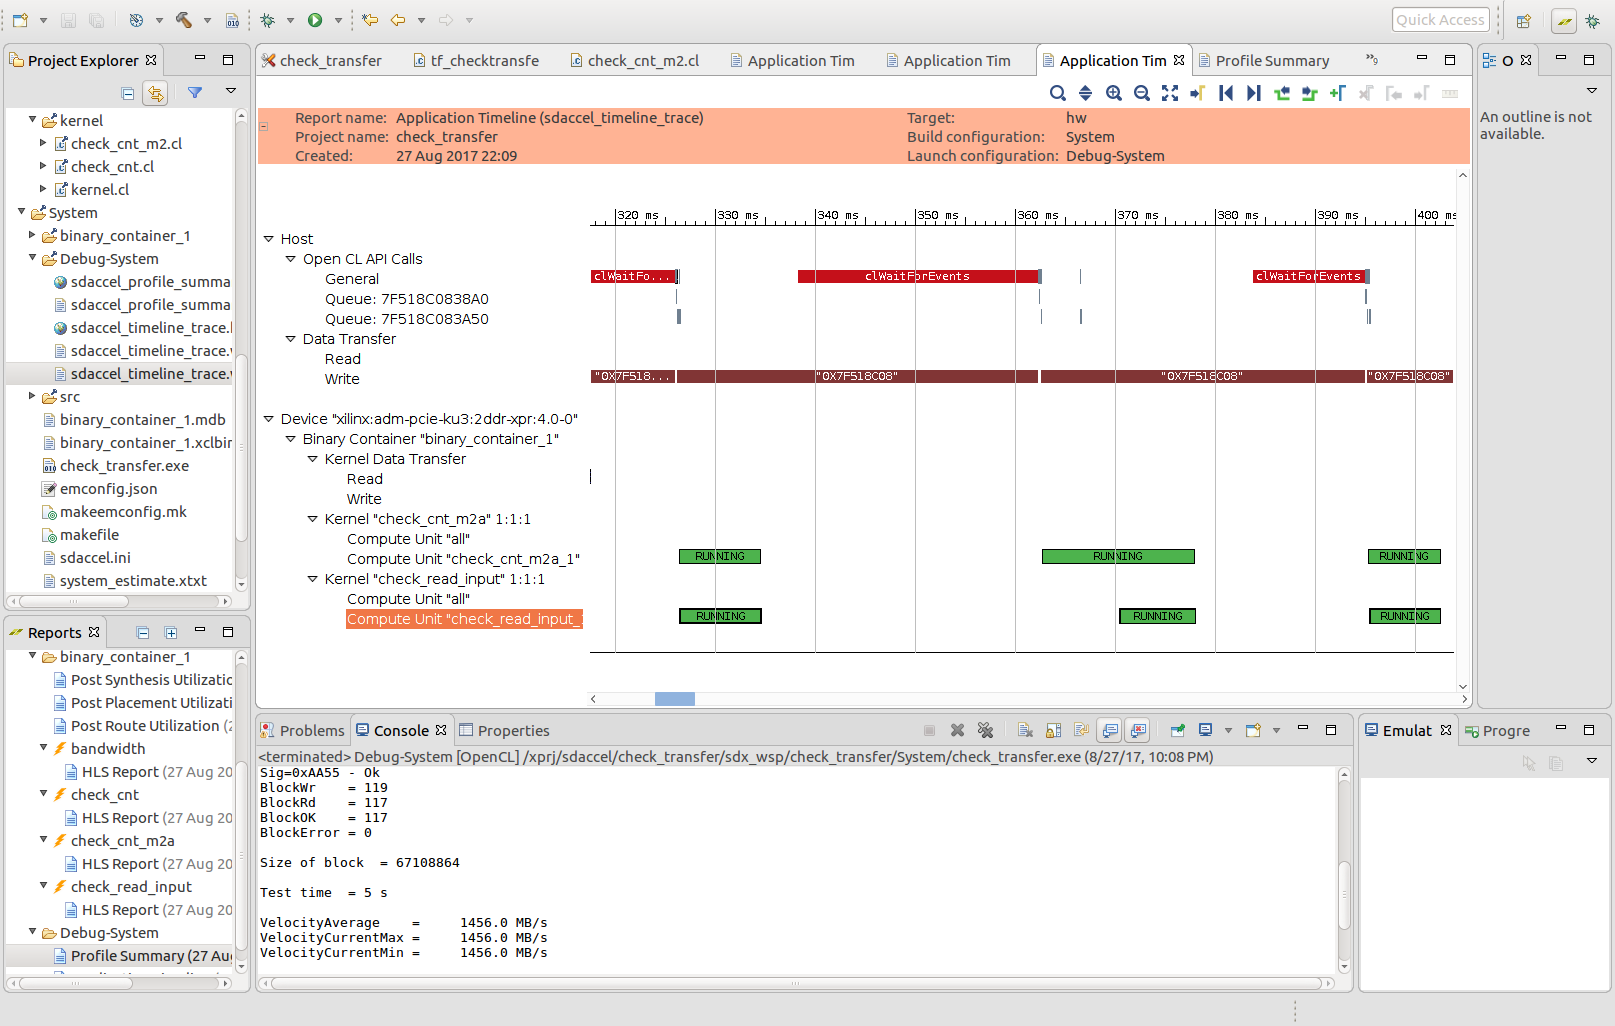 Quick Access
Project Explorer
kernel
check_cnt_m2.cl
check_cnt.cl
kernel.cl
System
binary_container_1
Debug-System
sdaccel_profile_summa
sdaccel_profile_summa
sdaccel_timeline_trace.
sdaccel_timeline_trace.
sdaccel_timeline_trace.
src
binary_container_1.mdb
binary_container_1.xclbin
check_transfer.exe
emconfig.json
makeemconfig.mk
makefile
sdaccel.ini
system_estimate.xtxt
Reports
binary_container_1
Post Synthesis Utilizatic
Post Placement Utilizati
Post Route Utilization (2
bandwidth
HLS Report (27 Aug 20
check_cnt
HLS Report (27 Aug 20
check_cnt_m2a
HLS Report (27 Aug 20
check_read_input
HLS Report (27 Aug 20
Debug-System
Profile Summary (27 Au
check_transfer
tf_checktransfe
check_cnt_m2.cl
Application Tim
Application Tim
Application Tim
Profile Summary
9
Report name: Application Timeline (sdaccel_timeline_trace)
Target: hw
Project name: check_transfer
Build configuration: System
Created: 27 Aug 2017 22:09
Launch configuration: Debug-System
320 ms 330 ms 340 ms 350 ms 360 ms 370 ms 380 ms 390 ms 400 ms
Host
Open CL API Calls
General
clWaitFo... clWaitForEvents clWaitForEvents
Queue: 7F518C0838A0
Queue: 7F518C083A50
Data Transfer
Read
Write
"0X7F518... "0X7F518C08" "0X7F518C08" "0X7F518C08"
Device "xilinx:adm-pcie-ku3:2ddr-xpr:4.0-0"
Binary Container "binary_container_1"
Kernel Data Transfer
Read
Write
Kernel "check_cnt_m2a" 1:1:1
Compute Unit "all"
Compute Unit "check_cnt_m2a_1"
RUNNING RUNNING RUNNING
Kernel "check_read_input" 1:1:1
Compute Unit "all"
Compute Unit "check_read_input_
RUNNING RUNNING RUNNING
O
An outline is not
available.
Problems
Console
Properties
<terminated> Debug-System [OpenCL] /xprj/sdaccel/check_transfer/sdx_wsp/check_transfer/System/check_transfer.exe (8/27/17, 10:08 PM)
Sig=0xAA55 - Ok
BlockWr = 119
BlockRd = 117
BlockOK = 117
BlockError = 0
Size of block = 67108864
Test time = 5 s
VelocityAverage = 1456.0 MB/s
VelocityCurrentMax = 1456.0 MB/s
VelocityCurrentMin = 1456.0 MB/s
Emulat
Progre